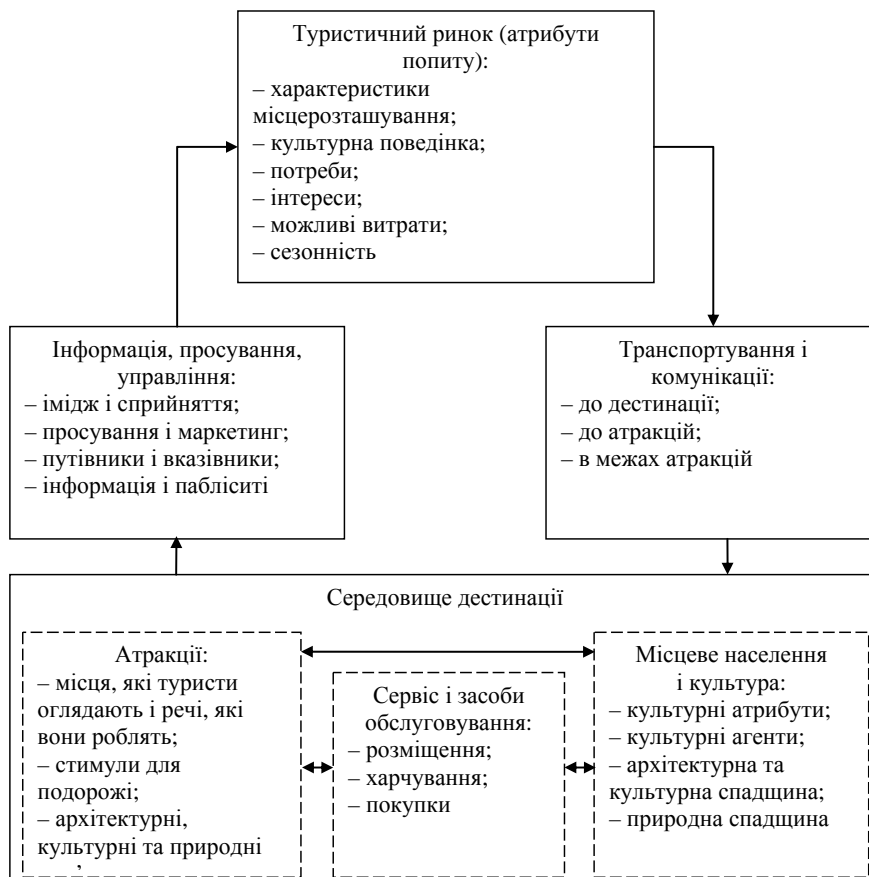 Туристичний ринок (атрибути
попиту):
– характеристики
місцерозташування;
– культурна поведінка;
– потреби;
– інтереси;
– можливі витрати;
– сезонність
Інформація, просування,
управління:
– імідж і сприйняття;
– просування і маркетинг;
– путівники і вказівники;
– інформація і пабліситі
Транспортування і
комунікації:
– до дестинації;
– до атракцій;
– в межах атракцій
Середовище дестинації
Атракції:
– місця, які туристи
оглядають і речі, які
вони роблять;
– стимули для
подорожі;
– архітектурні,
культурні та природні
Сервіс і засоби
обслуговування:
– розміщення;
– харчування;
– покупки
Місцеве населення
і культура:
– культурні атрибути;
– культурні агенти;
– архітектурна та
культурна спадщина;
– природна спадщина